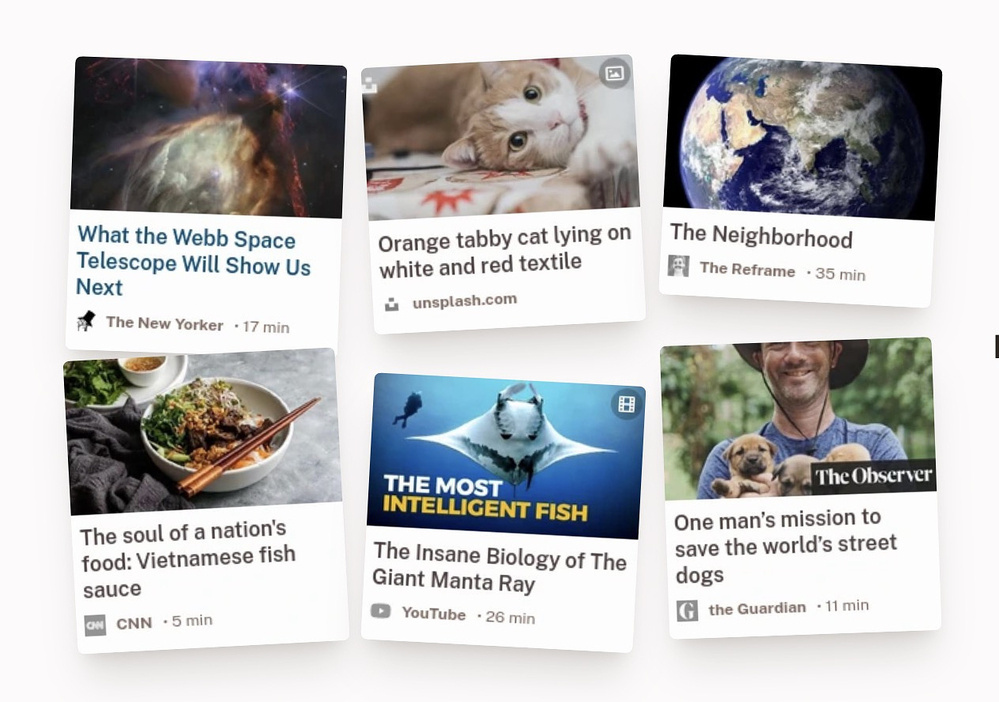 What the Webb Space
Telescope Will Show Us
Next
The New Yorker · 17 min
Orange tabby cat lying on
white and red textile
unsplash.com
The Neighborhood
The Reframe · 35 min
The soul of a nation's
food: Vietnamese fish
sauce
CNN
CNN · 5 min
THE MOST
INTELLIGENT FISH
The Insane Biology of The
Giant Manta Ray
YouTube · 26 min
The Observer
One man’s mission to
save the world’s street
dogs
G
the Guardian · 11 min